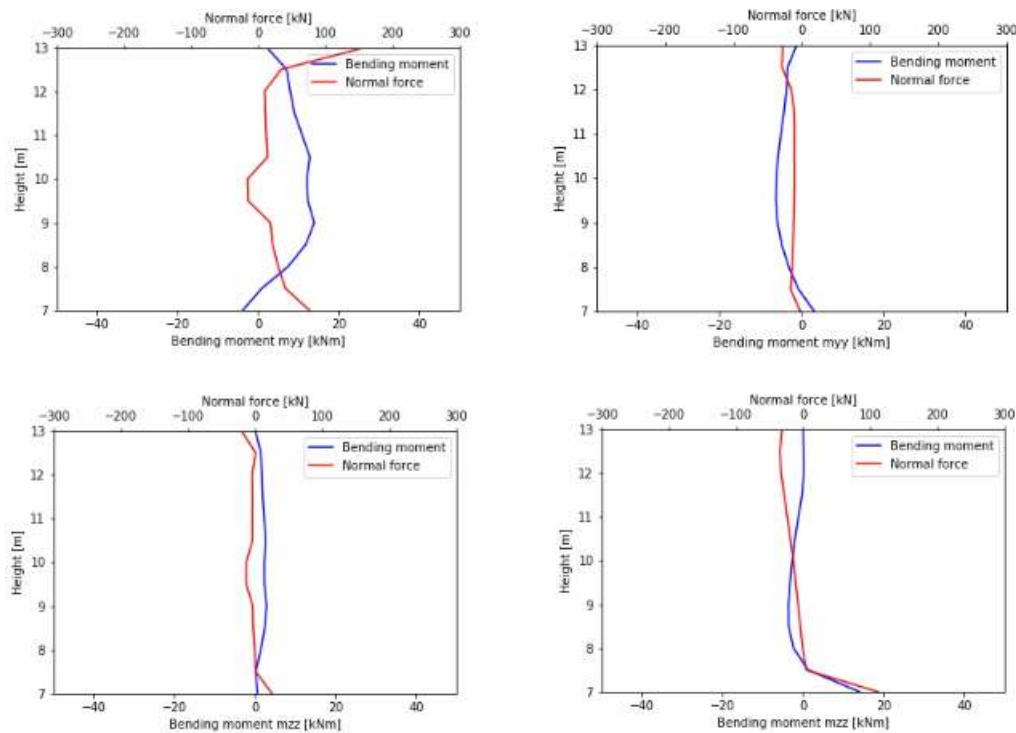 Normal force [kN]
−300 −200 −100 0 100 200 300
13
12
11
10
9
8
7
Height [m]
Bending moment
Normal force
−40 −20 0 20 40
Bending moment myy [kNm]
Normal force [kN]
−300 −200 −100 0 100 200 300
13
12
11
10
9
8
7
Height [m]
Bending moment
Normal force
−40 −20 0 20 40
Bending moment myy [kNm]
Normal force [kN]
−300 −200 −100 0 100 200 300
13
12
11
10
9
8
7
Height [m]
Bending moment
Normal force
−40 −20 0 20 40
Bending moment mzz [kNm]
Normal force [kN]
−300 −200 −100 0 100 200 300
13
12
11
10
9
8
7
Height [m]
Bending moment
Normal force
−40 −20 0 20 40
Bending moment mzz [kNm]